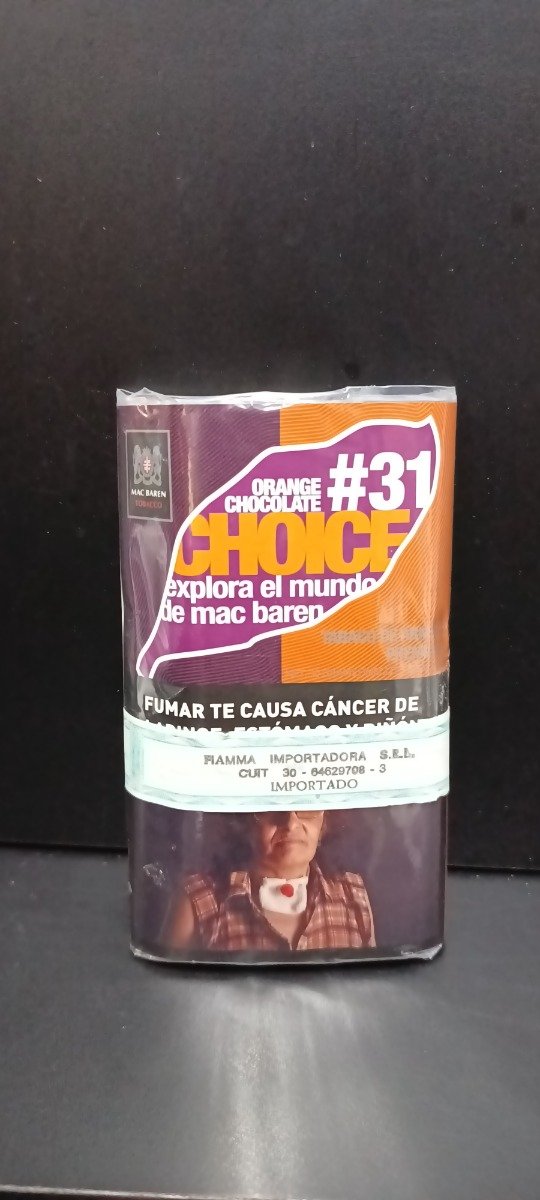 MAC BAREN
TOBACCO
ORANGE
CHOCOLATE
#31
CHOICE
explora el mundo
de mac baren
FUMAR TE CAUSA CÁNCER DE
FIAMMA IMPORTADORA S.R.L.
CUIT 30 - 64629798 - 3
IMPORTADO